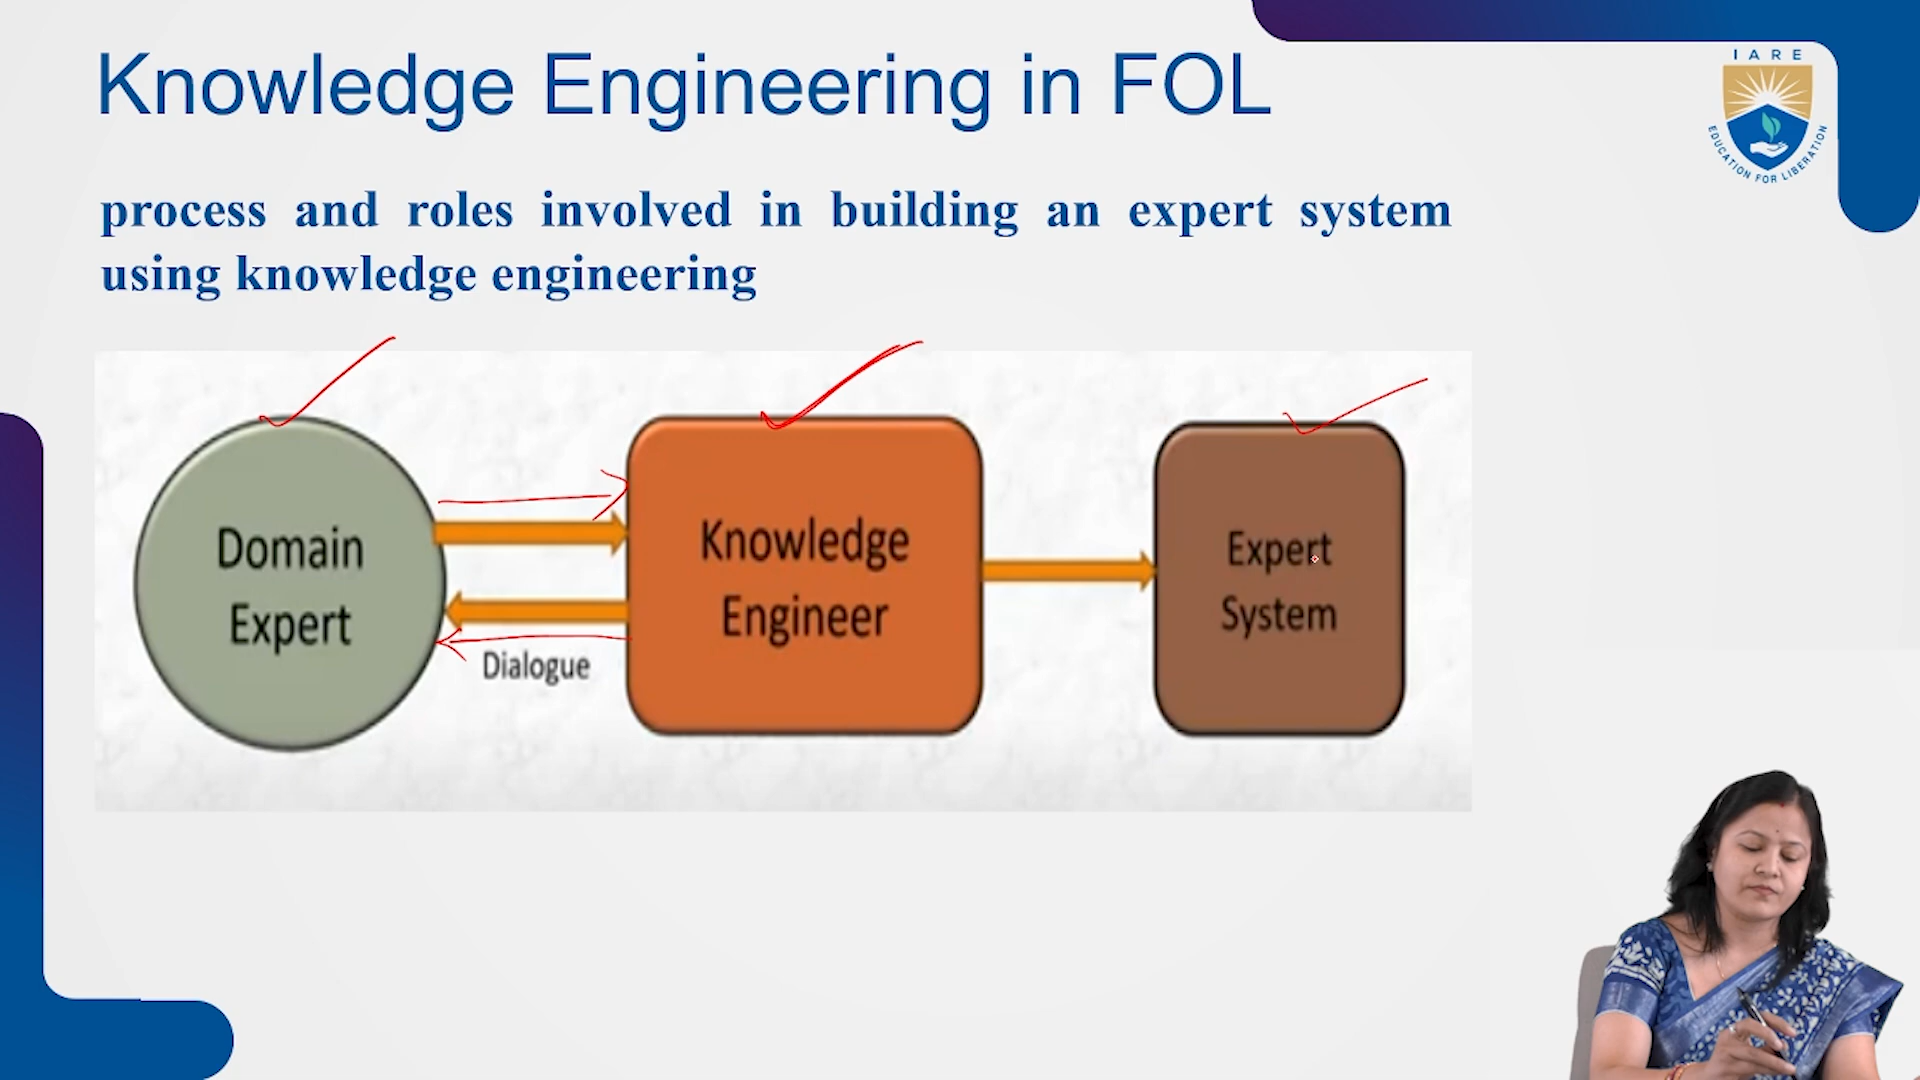 Knowledge Engineering in FOL
IARE
EDUCATION FOR LIBERATION
process and roles involved in building an expert system
using knowledge engineering
Domain
Expert
Dialogue
Knowledge
Engineer
Expert
System